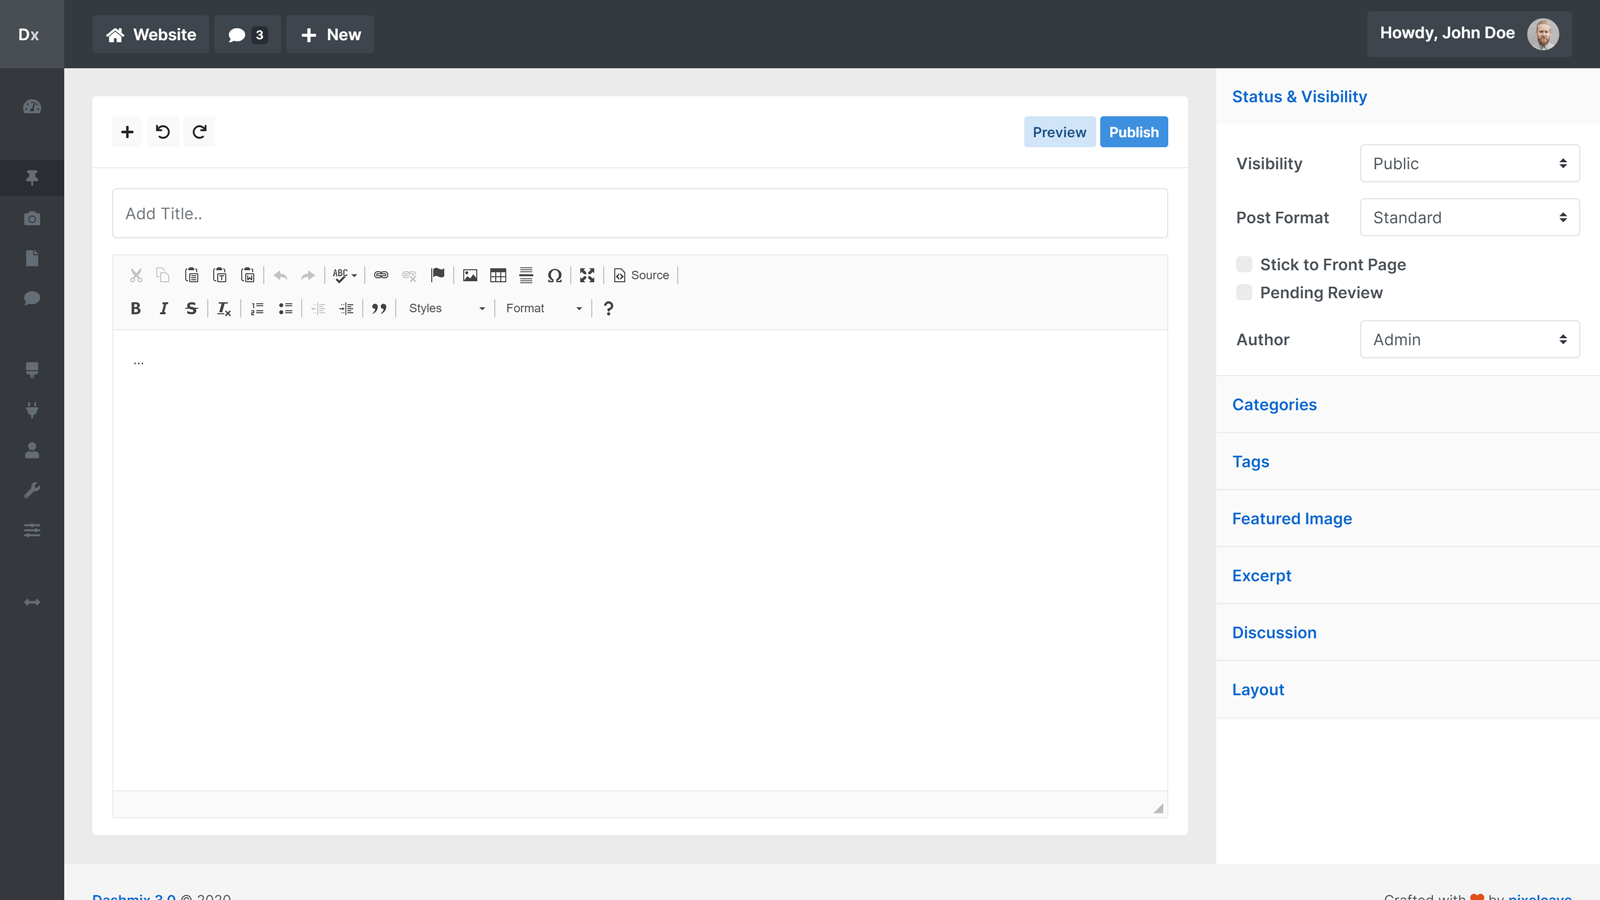 Dx
Website
3
New
Howdy, John Doe
Preview
Publish
Add Title..
ABC
Source
B I S
Styles
Format
?
...
Status & Visibility
Visibility
Public
Post Format
Standard
Stick to Front Page
Pending Review
Author
Admin
Categories
Tags
Featured Image
Excerpt
Discussion
Layout
Dashmix 3.0 © 2020
Crafted with by pixelcave